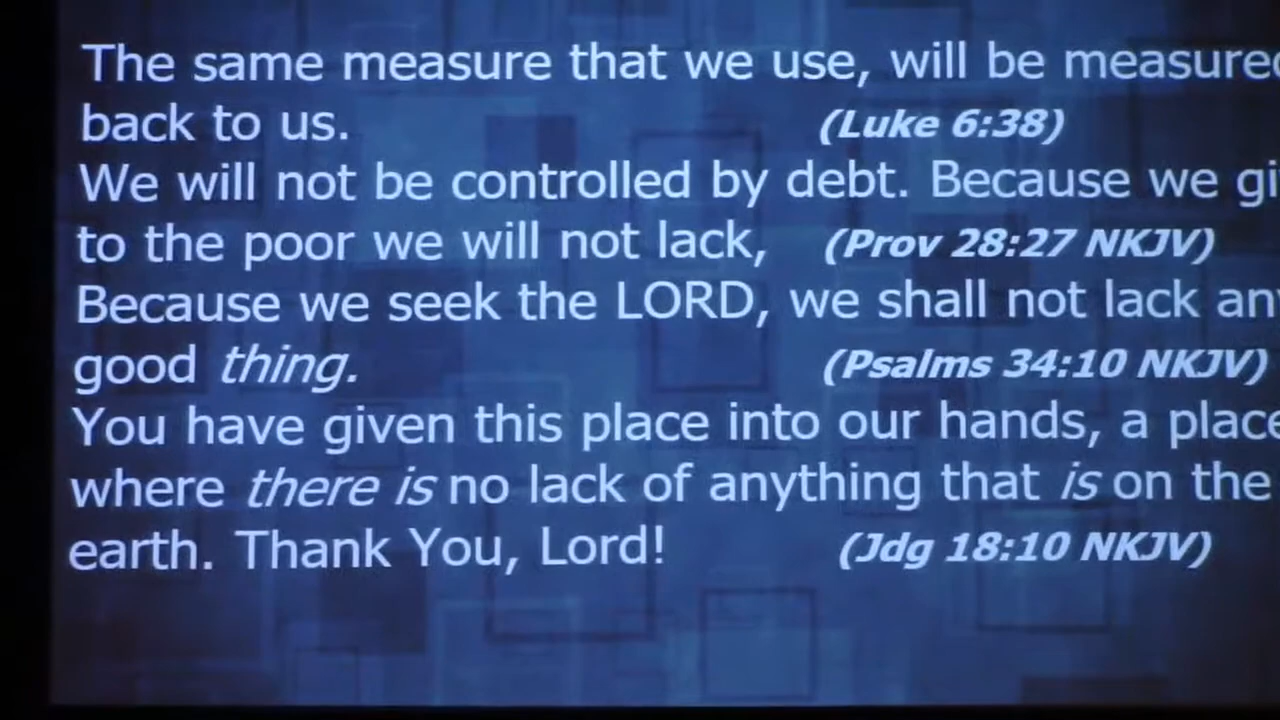 The same measure that we use, will be measured
back to us. (Luke 6:38)
We will not be controlled by debt. Because we
to the poor we will not lack, (Prov 28:27 NKJV)
Because we seek the LORD, we shall not lack
good thing. (Psalms 34:10 NKJV)
You have given this place into our hands, a place
where there is no lack of anything that is on the
earth. Thank You, Lord! (Jdg 18:10 NKJV)